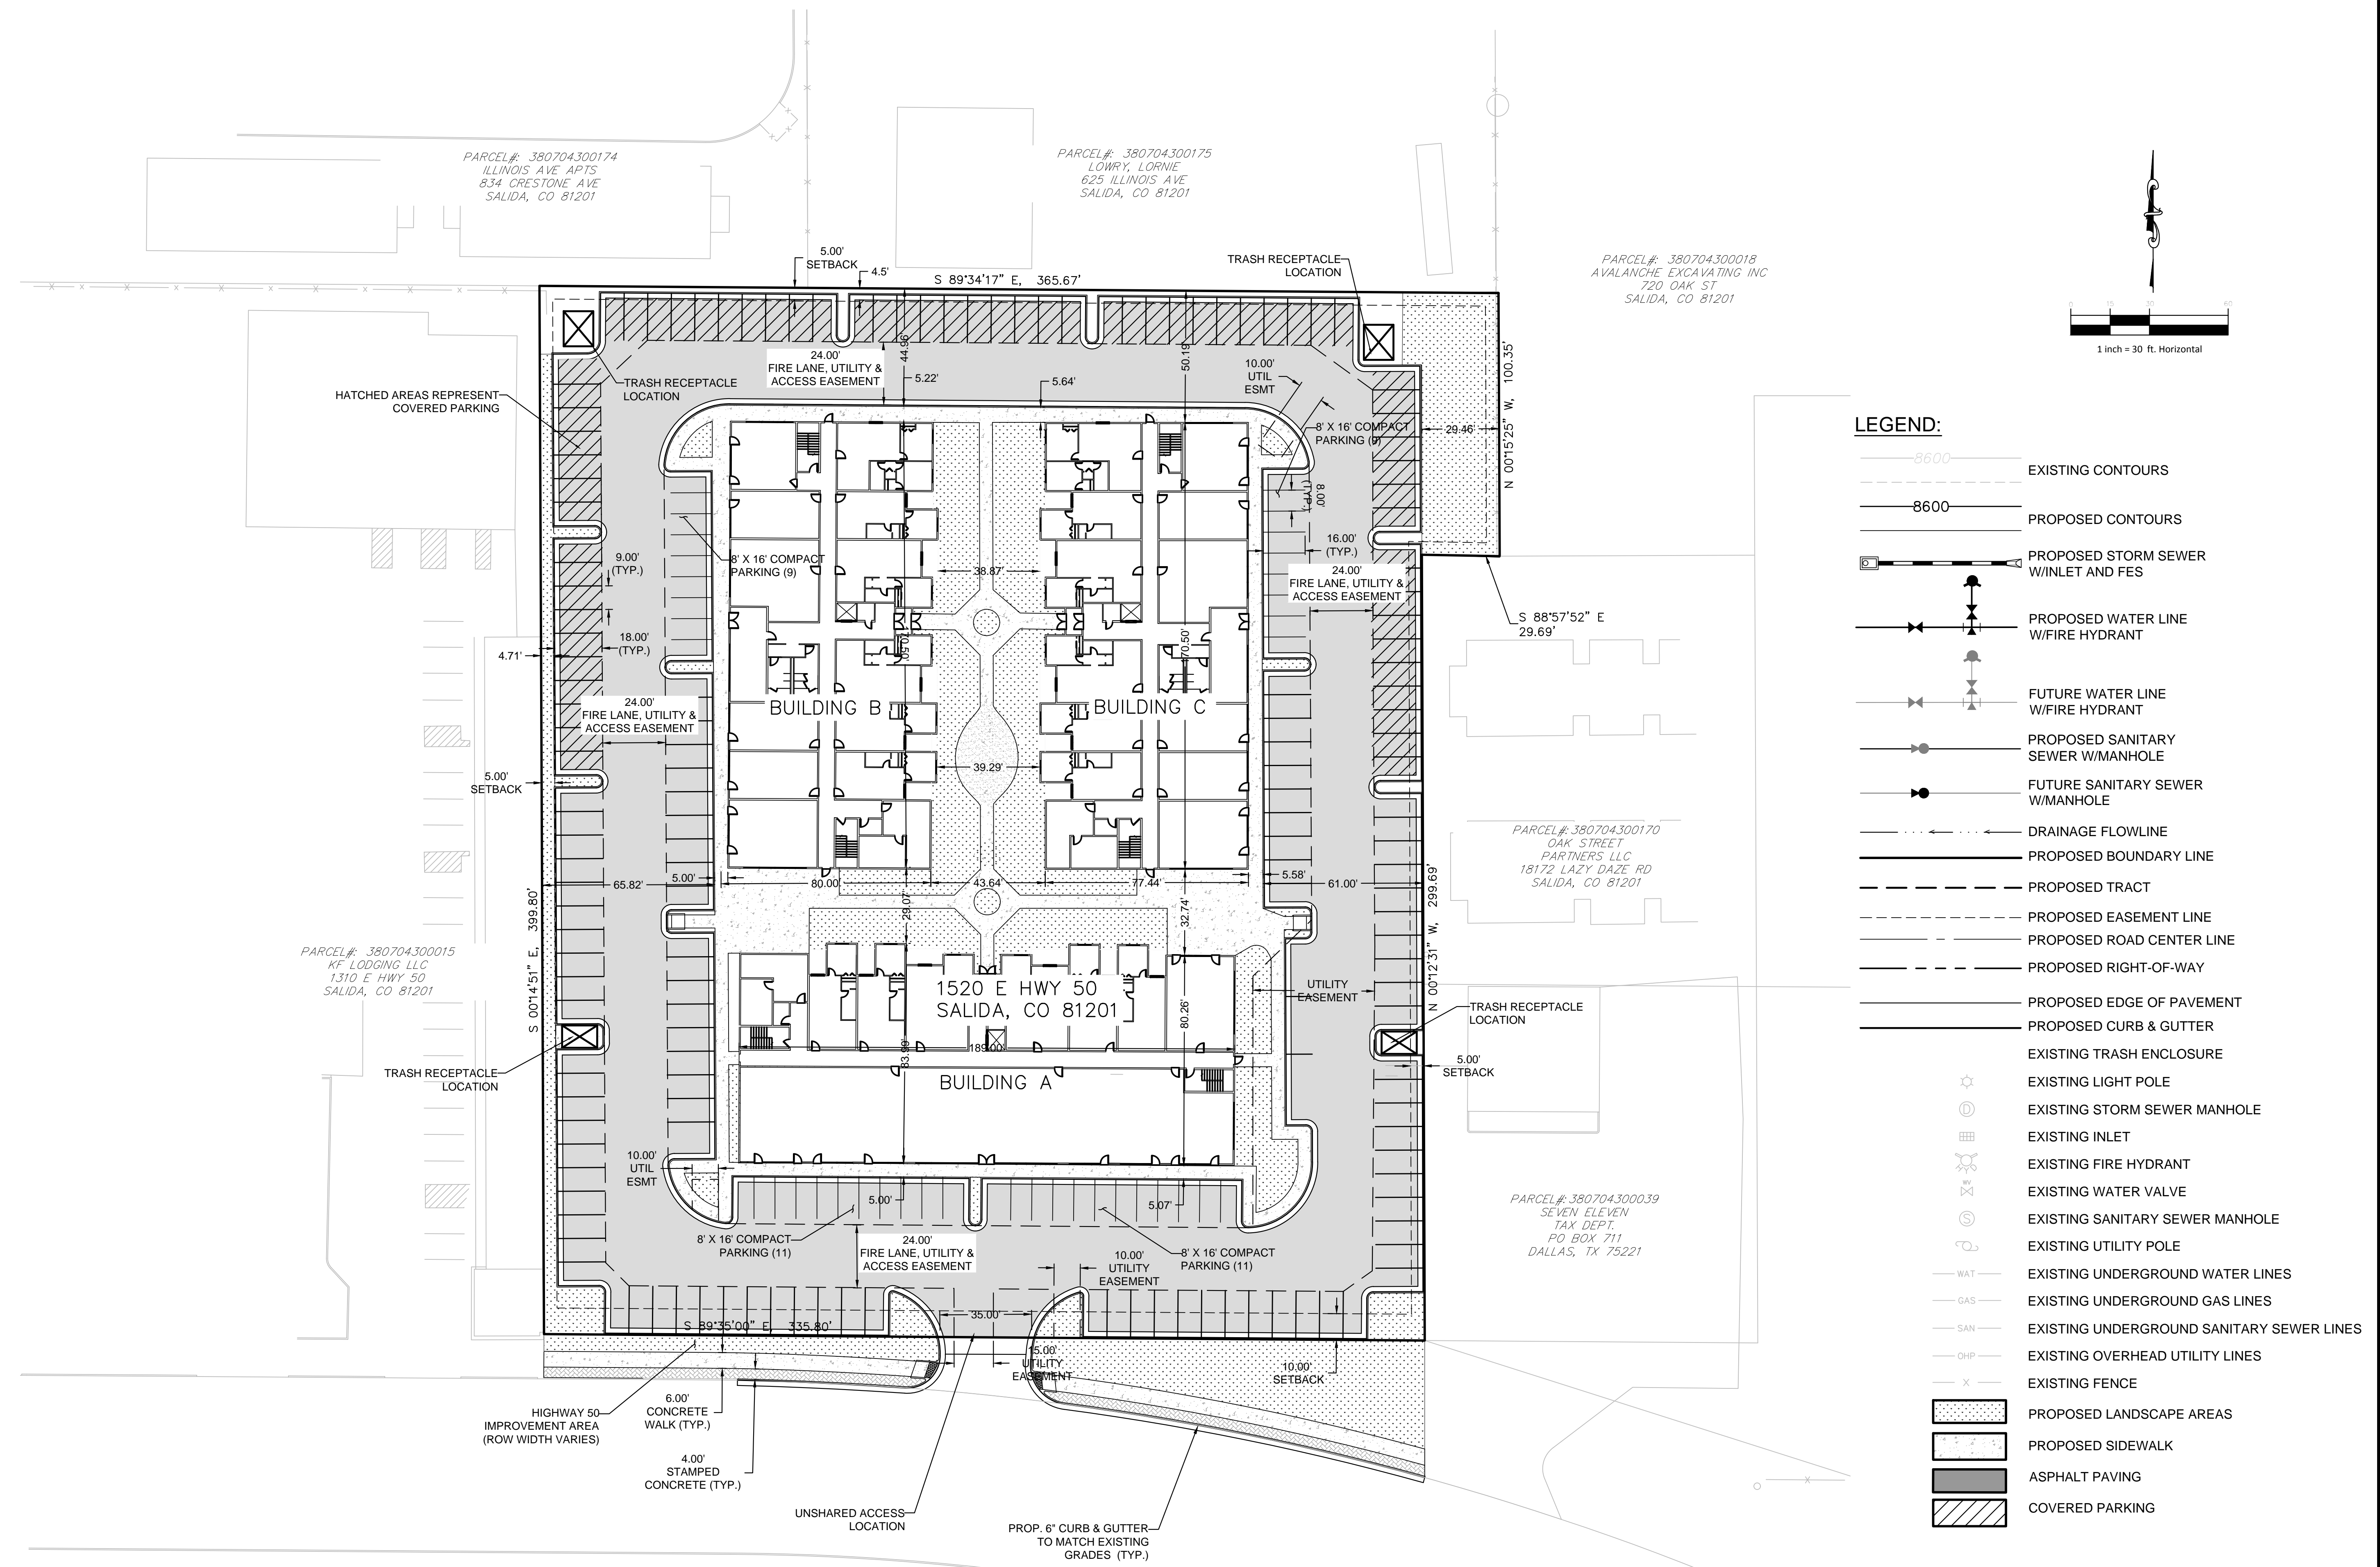 PARCEL#: 380704300174
ILLINOIS AVE APTS
834 CRESTONE AVE
SALIDA, CO 81201
PARCEL#: 380704300175
LOWRY, LORNIE
625 ILLINOIS AVE
SALIDA, CO 81201
PARCEL#: 380704300018
AVALANCHE EXCAVATING INC
720 OAK ST
SALIDA, CO 81201
5.00'
SETBACK
4.5'
S 89°34'17" E, 365.67'
TRASH RECEPTACLE
LOCATION
0 15 30 60
1 inch = 30 ft. Horizontal
HATCHED AREAS REPRESENT
COVERED PARKING
TRASH RECEPTACLE
LOCATION
24.00'
FIRE LANE, UTILITY &
ACCESS EASEMENT
44.96'
5.22'
5.64'
50.19'
10.00'
UTIL
ESMT
8' X 16' COMPACT
PARKING (9)
29.46'
N 00°15'25" W, 100.35'
8.00'
(TYP.)
8' X 16' COMPACT
PARKING (9)
9.00'
(TYP.)
18.00'
(TYP.)
4.71'
38.87'
16.00'
(TYP.)
24.00'
FIRE LANE, UTILITY &
ACCESS EASEMENT
S 88°57'52" E
29.69'
170.50'
170.50'
24.00'
FIRE LANE, UTILITY &
ACCESS EASEMENT
BUILDING B
BUILDING C
39.29'
5.00'
SETBACK
PARCEL#: 380704300170
OAK STREET
PARTNERS LLC
18172 LAZY DAZE RD
SALIDA, CO 81201
S 00°14'51" E, 399.80'
65.82'
5.00'
80.00'
43.64'
77.44'
5.58'
61.00'
N 00°12'31" W, 299.69'
29.07'
32.74'
PARCEL#: 380704300015
KF LODGING LLC
1310 E HWY 50
SALIDA, CO 81201
1520 E HWY 50
SALIDA, CO 81201
UTILITY
EASEMENT
TRASH RECEPTACLE
LOCATION
80.26'
189.00'
TRASH RECEPTACLE
LOCATION
BUILDING A
5.00'
SETBACK
10.00'
UTIL
ESMT
5.00'
5.07'
PARCEL#: 380704300039
SEVEN ELEVEN
TAX DEPT.
PO BOX 711
DALLAS, TX 75221
8' X 16' COMPACT
PARKING (11)
24.00'
FIRE LANE, UTILITY &
ACCESS EASEMENT
10.00'
UTILITY
EASEMENT
8' X 16' COMPACT
PARKING (11)
35.00'
S 89°35'00" E, 335.80'
15.00'
UTILITY
EASEMENT
10.00'
SETBACK
HIGHWAY 50
IMPROVEMENT AREA
(ROW WIDTH VARIES)
6.00'
CONCRETE
WALK (TYP.)
4.00'
STAMPED
CONCRETE (TYP.)
UNSHARED ACCESS
LOCATION
PROP. 6" CURB & GUTTER
TO MATCH EXISTING
GRADES (TYP.)
LEGEND:
8600
EXISTING CONTOURS
8600
PROPOSED CONTOURS
PROPOSED STORM SEWER
W/INLET AND FES
PROPOSED WATER LINE
W/FIRE HYDRANT
FUTURE WATER LINE
W/FIRE HYDRANT
PROPOSED SANITARY
SEWER W/MANHOLE
FUTURE SANITARY SEWER
W/MANHOLE
DRAINAGE FLOWLINE
PROPOSED BOUNDARY LINE
PROPOSED TRACT
PROPOSED EASEMENT LINE
PROPOSED ROAD CENTER LINE
PROPOSED RIGHT-OF-WAY
PROPOSED EDGE OF PAVEMENT
PROPOSED CURB & GUTTER
EXISTING TRASH ENCLOSURE
EXISTING LIGHT POLE
D EXISTING STORM SEWER MANHOLE
EXISTING INLET
EXISTING FIRE HYDRANT
WV EXISTING WATER VALVE
S EXISTING SANITARY SEWER MANHOLE
EXISTING UTILITY POLE
WAT EXISTING UNDERGROUND WATER LINES
GAS EXISTING UNDERGROUND GAS LINES
SAN EXISTING UNDERGROUND SANITARY SEWER LINES
OHP EXISTING OVERHEAD UTILITY LINES
X EXISTING FENCE
PROPOSED LANDSCAPE AREAS
PROPOSED SIDEWALK
ASPHALT PAVING
COVERED PARKING